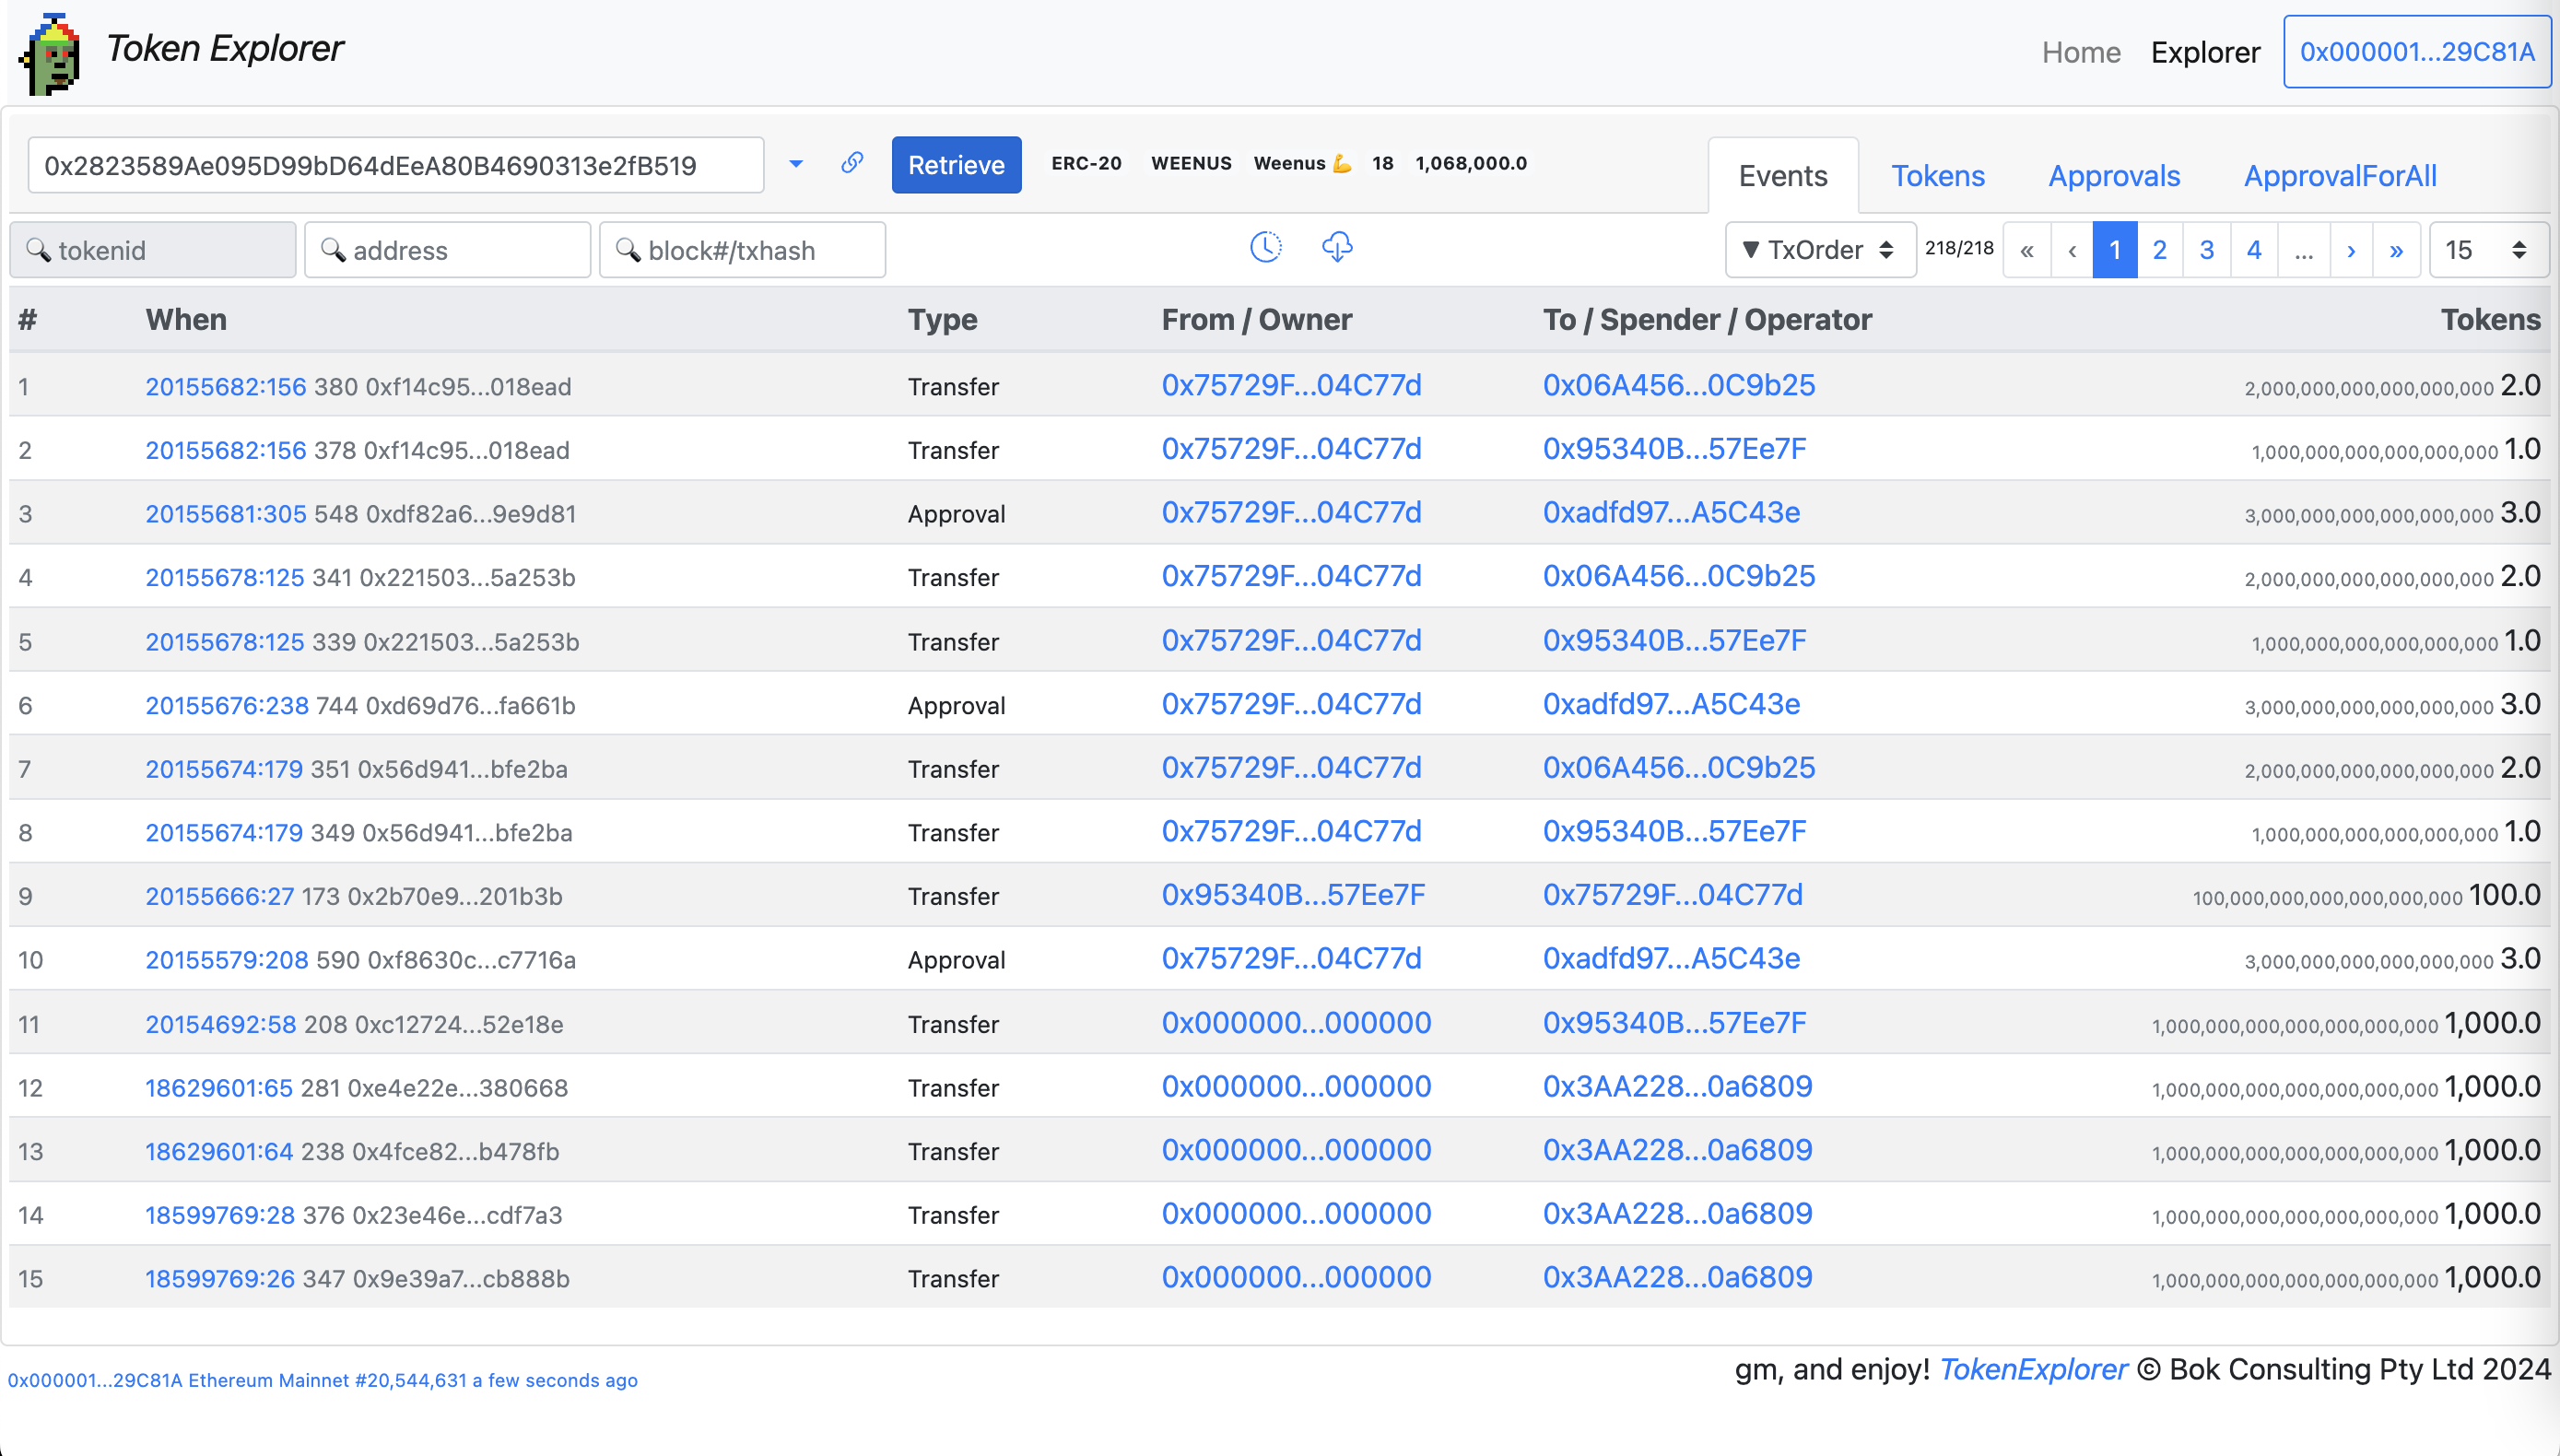 Token Explorer Home Explorer 0x000001...29C81A
0x2823589Ae095D99bD64dEeA80B4690313e2fB519 Retrieve ERC-20 WEENUS Weenus 💪 18 1,068,000.0 Events Tokens Approvals ApprovalForAll
🔍 tokenid 🔍 address 🔍 block#/txhash ▼ TxOrder 218/218 « ‹ 1 2 3 4 ... › » 15
# When Type From / Owner To / Spender / Operator Tokens
1 20155682:156 380 0xf14c95...018ead Transfer 0x75729F...04C77d 0x06A456...0C9b25 2,000,000,000,000,000,000 2.0
2 20155682:156 378 0xf14c95...018ead Transfer 0x75729F...04C77d 0x95340B...57Ee7F 1,000,000,000,000,000,000 1.0
3 20155681:305 548 0xdf82a6...9e9d81 Approval 0x75729F...04C77d 0xadfd97...A5C43e 3,000,000,000,000,000,000 3.0
4 20155678:125 341 0x221503...5a253b Transfer 0x75729F...04C77d 0x06A456...0C9b25 2,000,000,000,000,000,000 2.0
5 20155678:125 339 0x221503...5a253b Transfer 0x75729F...04C77d 0x95340B...57Ee7F 1,000,000,000,000,000,000 1.0
6 20155676:238 744 0xd69d76...fa661b Approval 0x75729F...04C77d 0xadfd97...A5C43e 3,000,000,000,000,000,000 3.0
7 20155674:179 351 0x56d941...bfe2ba Transfer 0x75729F...04C77d 0x06A456...0C9b25 2,000,000,000,000,000,000 2.0
8 20155674:179 349 0x56d941...bfe2ba Transfer 0x75729F...04C77d 0x95340B...57Ee7F 1,000,000,000,000,000,000 1.0
9 20155666:27 173 0x2b70e9...201b3b Transfer 0x95340B...57Ee7F 0x75729F...04C77d 100,000,000,000,000,000,000 100.0
10 20155579:208 590 0xf8630c...c7716a Approval 0x75729F...04C77d 0xadfd97...A5C43e 3,000,000,000,000,000,000 3.0
11 20154692:58 208 0xc12724...52e18e Transfer 0x000000...000000 0x95340B...57Ee7F 1,000,000,000,000,000,000,000 1,000.0
12 18629601:65 281 0xe4e22e...380668 Transfer 0x000000...000000 0x3AA228...0a6809 1,000,000,000,000,000,000,000 1,000.0
13 18629601:64 238 0x4fce82...b478fb Transfer 0x000000...000000 0x3AA228...0a6809 1,000,000,000,000,000,000,000 1,000.0
14 18599769:28 376 0x23e46e...cdf7a3 Transfer 0x000000...000000 0x3AA228...0a6809 1,000,000,000,000,000,000,000 1,000.0
15 18599769:26 347 0x9e39a7...cb888b Transfer 0x000000...000000 0x3AA228...0a6809 1,000,000,000,000,000,000,000 1,000.0
0x000001...29C81A Ethereum Mainnet #20,544,631 a few seconds ago gm, and enjoy! TokenExplorer © Bok Consulting Pty Ltd 2024